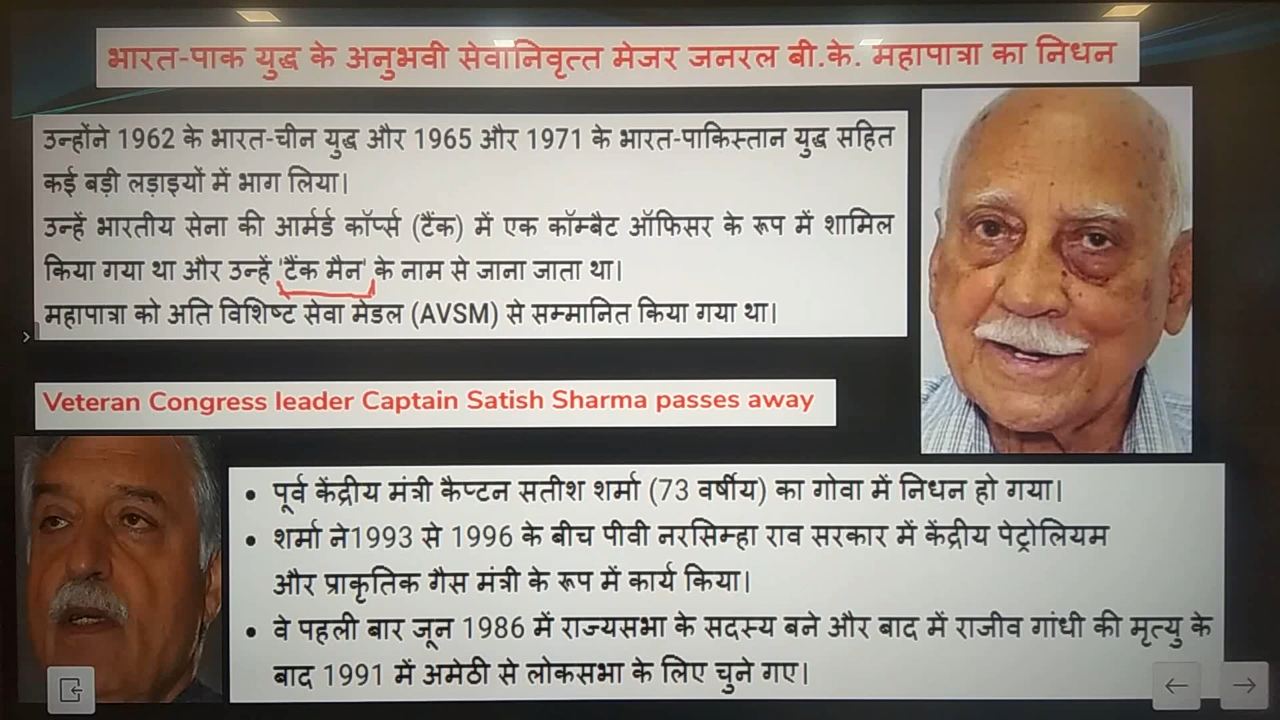 भारत-पाक युद्ध के अनुभवी सेवानिवृत्त मेजर जनरल बी.के. महापात्रा का निधन
उन्होंने 1962 के भारत-चीन युद्ध और 1965 और 1971 के भारत-पाकिस्तान युद्ध सहित
कई बड़ी लड़ाइयों में भाग लिया।
उन्हें भारतीय सेना की आर्मर्ड कॉर्प्स (टैंक) में एक कॉम्बैट ऑफिसर के रूप में शामिल
किया गया था और उन्हें 'टैंक मैन' के नाम से जाना जाता था।
महापात्रा को अति विशिष्ट सेवा मेडल (AVSM) से सम्मानित किया गया था।
Veteran Congress leader Captain Satish Sharma passes away
• पूर्व केंद्रीय मंत्री कैप्टन सतीश शर्मा (73 वर्षीय) का गोवा में निधन हो गया।
• शर्मा ने1993 से 1996 के बीच पीवी नरसिम्हा राव सरकार में केंद्रीय पेट्रोलियम
और प्राकृतिक गैस मंत्री के रूप में कार्य किया।
• वे पहली बार जून 1986 में राज्यसभा के सदस्य बने और बाद में राजीव गांधी की मृत्यु के
बाद 1991 में अमेठी से लोकसभा के लिए चुने गए।